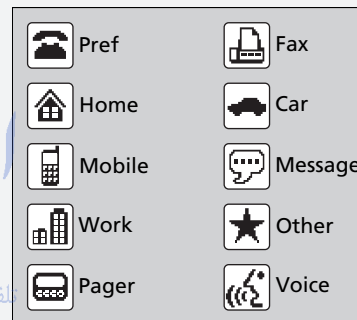 Pref
Fax
Home
Car
Mobile
Message
Work
Other
Pager
Voice